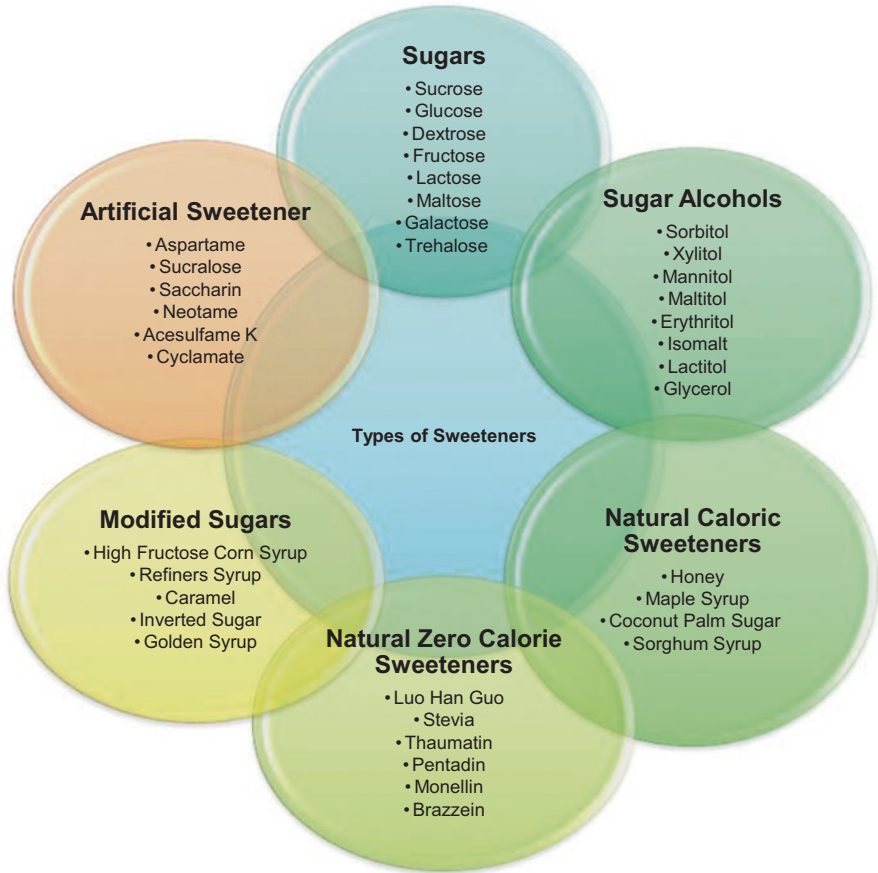 Sugars
• Sucrose
• Glucose
• Dextrose
• Fructose
• Lactose
• Maltose
• Galactose
• Trehalose
Sugar Alcohols
• Sorbitol
• Xylitol
• Mannitol
• Maltitol
• Erythritol
• Isomalt
• Lactitol
• Glycerol
Natural Caloric
Sweeteners
• Honey
• Maple Syrup
• Coconut Palm Sugar
• Sorghum Syrup
Natural Zero Calorie
Sweeteners
• Luo Han Guo
• Stevia
• Thaumatin
• Pentadin
• Monellin
• Brazzein
Modified Sugars
• High Fructose Corn Syrup
• Refiners Syrup
• Caramel
• Inverted Sugar
• Golden Syrup
Artificial Sweetener
• Aspartame
• Sucralose
• Saccharin
• Neotame
• Acesulfame K
• Cyclamate
Types of Sweeteners